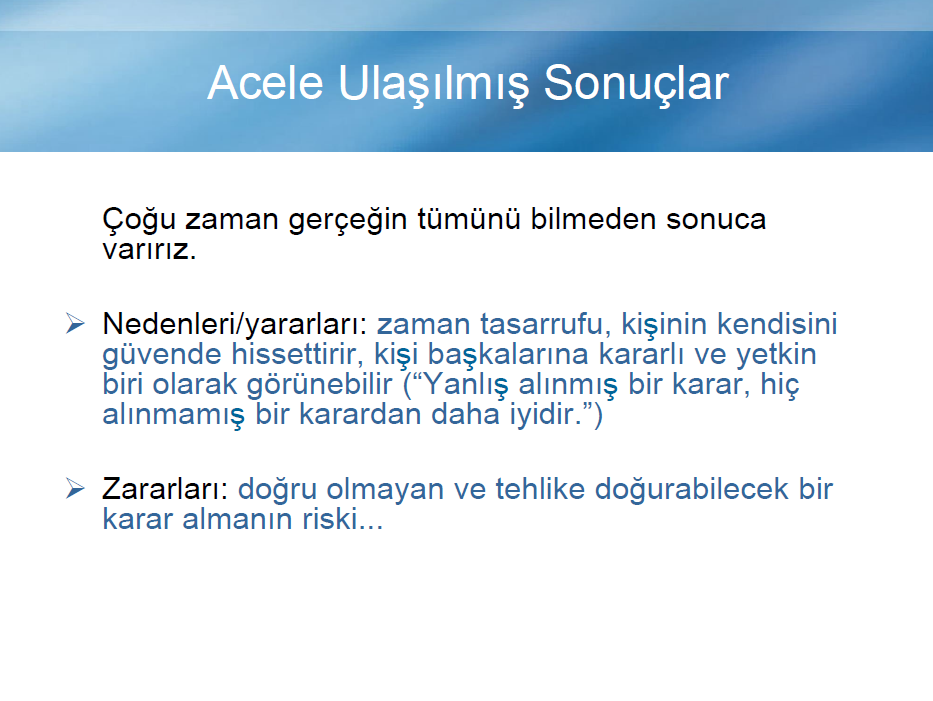 Acele Ulaşılmış Sonuçlar
Çoğu zaman gerçeğin tümünü bilmeden sonuca
varırız.
➢ Nedenleri/yararları: zaman tasarrufu, kişinin kendisini
güvende hissettirir, kişi başkalarına kararlı ve yetkin
biri olarak görünebilir (“Yanlış alınmış bir karar, hiç
alınmamış bir karardan daha iyidir.”)
➢ Zararları: doğru olmayan ve tehlike doğurabilecek bir
karar almanın riski...